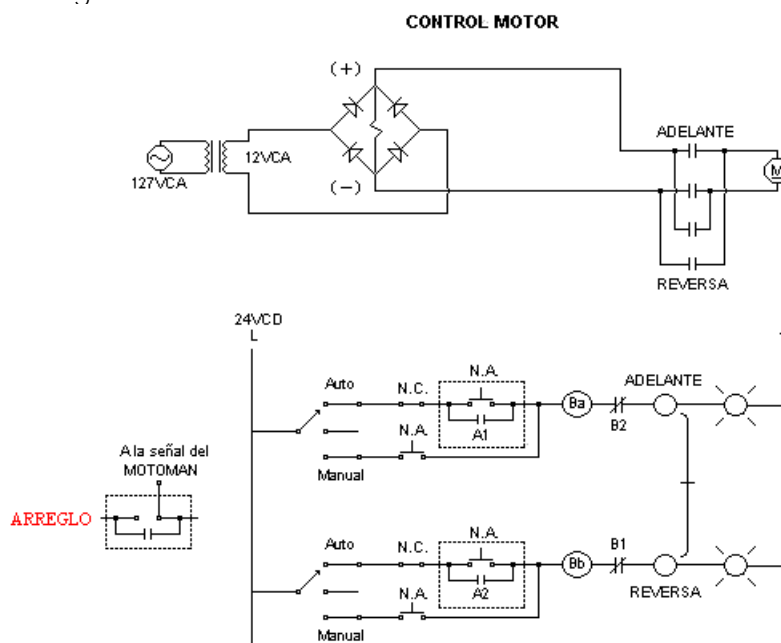 CONTROL MOTOR
(+)
ADELANTE
12VCA
127VCA
(-)
M
REVERSA
24VCD
L
Auto
N.C.
N.A.
A1
N.A.
Manual
Ba
B2
ADELANTE
A la señal del
MOTOMAN
ARREGLO
Auto
N.C.
N.A.
A2
N.A.
Manual
Bb
B1
REVERSA